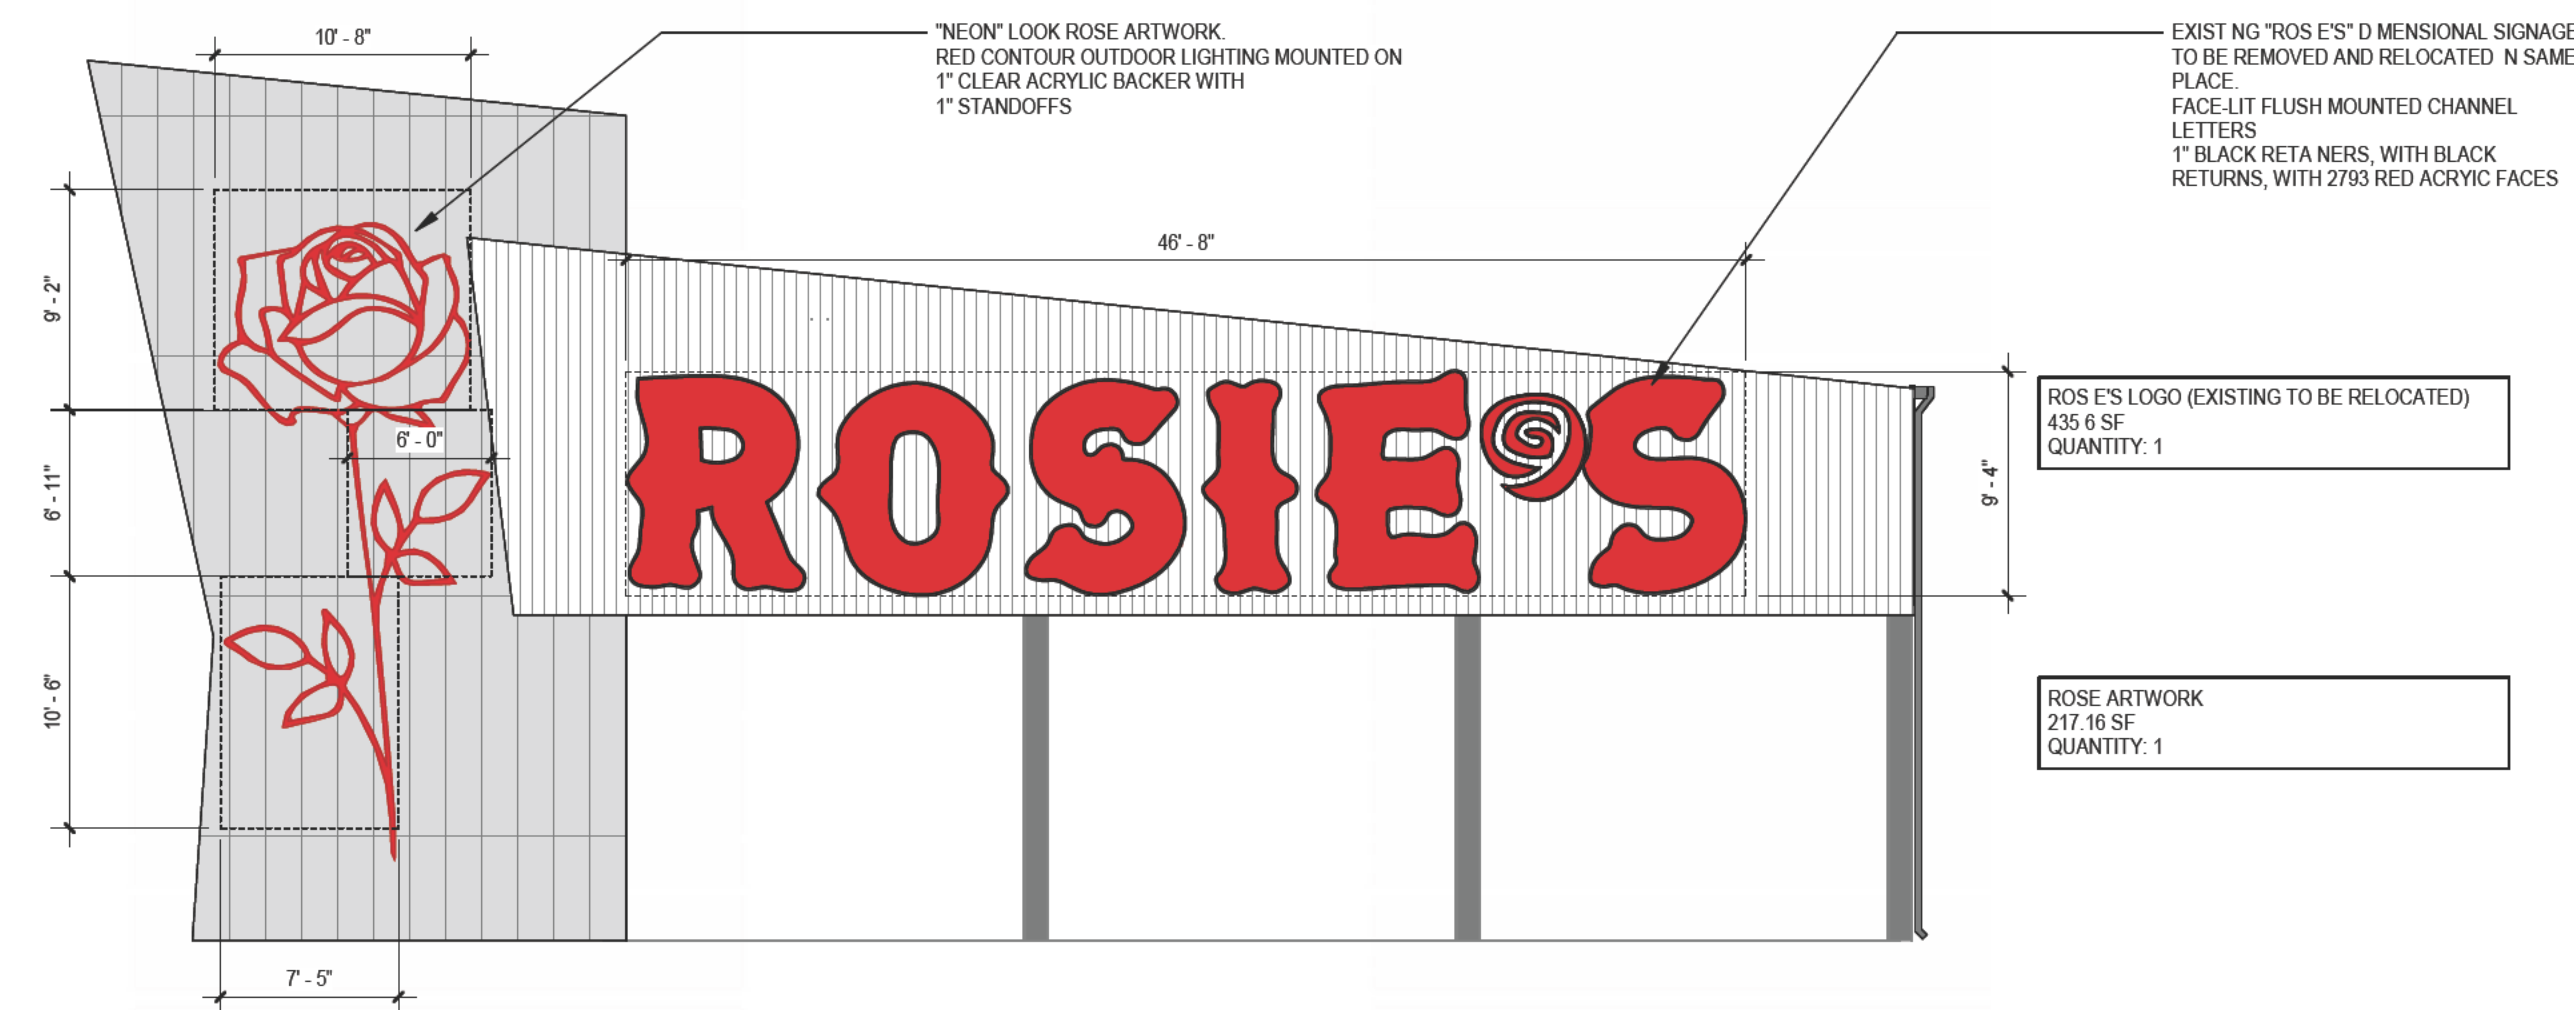 10' - 8"
"NEON" LOOK ROSE ARTWORK.
RED CONTOUR OUTDOOR LIGHTING MOUNTED ON
1" CLEAR ACRYLIC BACKER WITH
1" STANDOFFS
EXIST NG "ROS E'S" D MENSIONAL SIGNAGE
TO BE REMOVED AND RELOCATED  N SAME
PLACE.
FACE-LIT FLUSH MOUNTED CHANNEL
LETTERS
1" BLACK RETA NERS, WITH BLACK
RETURNS, WITH 2793 RED ACRYIC FACES
46' - 8"
9' - 2"
6' - 0"
6' - 11"
10' - 6"
7' - 5"
ROSIE'S
9' - 4"
ROS E'S LOGO (EXISTING TO BE RELOCATED)
435 6 SF
QUANTITY: 1
ROSE ARTWORK
217.16 SF
QUANTITY: 1